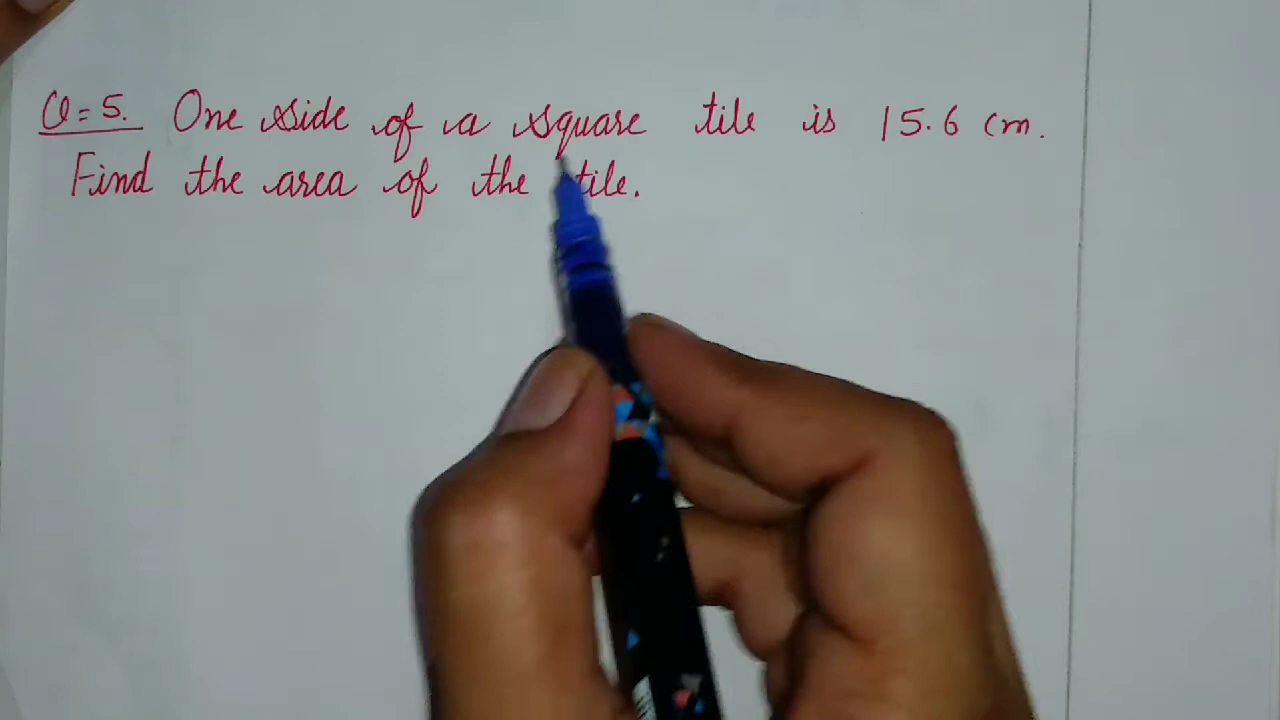 Q=5. One side of a square tile is 15.6 cm.
Find the area of the tile.